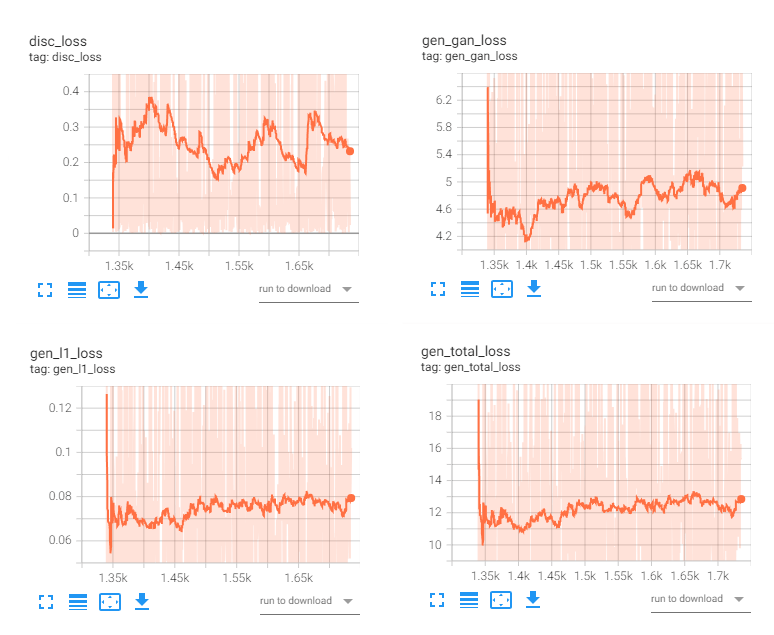 disc_loss
tag: disc_loss
0.4
0.3
0.2
0.1
0
1.35k 1.45k 1.55k 1.65k
run to download
gen_gan_loss
tag: gen_gan_loss
6.2
5.8
5.4
5
4.6
4.2
1.35k 1.4k 1.45k 1.5k 1.55k 1.6k 1.65k 1.7k
run to download
gen_l1_loss
tag: gen_l1_loss
0.12
0.1
0.08
0.06
1.35k 1.45k 1.55k 1.65k
run to download
gen_total_loss
tag: gen_total_loss
18
16
14
12
10
1.35k 1.4k 1.45k 1.5k 1.55k 1.6k 1.65k 1.7k
run to download